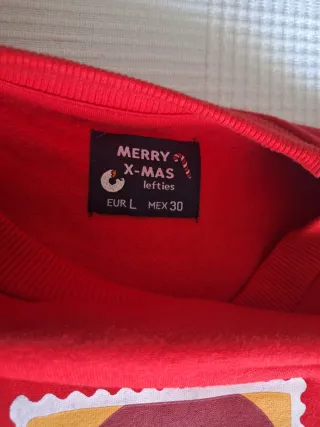 MERRY
X-MAS
lefties
EUR L MEX 30